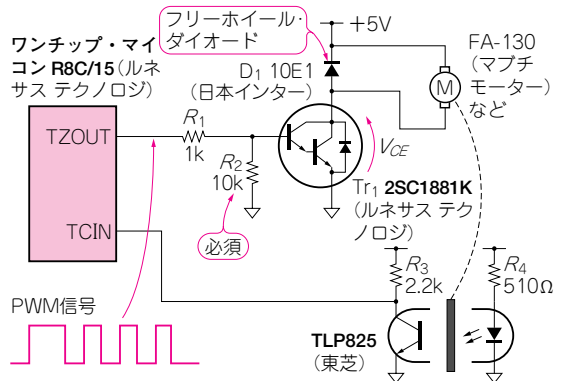 フリーホイール・
ダイオード
+5V
ワンチップ・マイ
コン R8C/15(ルネ
サス テクノロジ)
D1 10E1
(日本インター)
FA-130
(マブチ
モーター)
など
M
TZOUT
R1
1k
R2
10k
VCE
Tr1 2SC1881K
(ルネサス テク
ノロジ)
必須
TCIN
R3
2.2k
R4
510Ω
PWM信号
TLP825
(東芝)